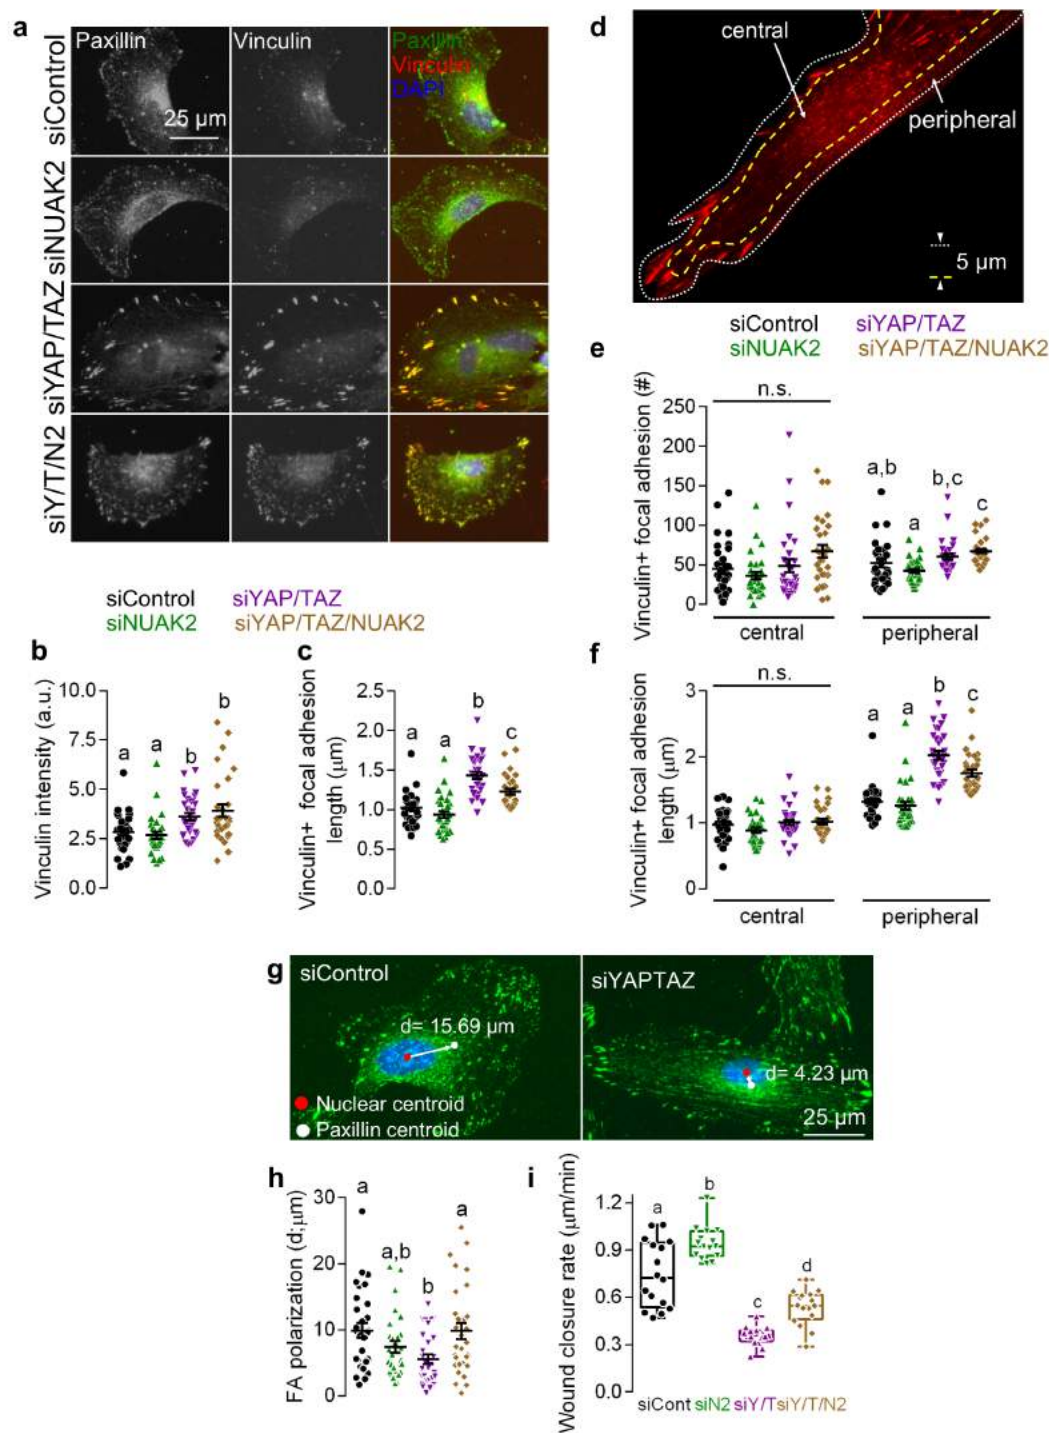 a
Paxillin
Vinculin
Paxillin
Vinculin
DAPI
siControl
25 µm
siNUAK2
siYAP/TAZ
siY/T/N2
d
central
peripheral
5 µm
siControl siYAP/TAZ
siNUAK2 siYAP/TAZ/NUAK2
e
Vinculin+ focal adhesion (#)
250
200
150
100
50
0
n.s.
a,b
a
b,c
c
central
peripheral
siControl siYAP/TAZ
siNUAK2 siYAP/TAZ/NUAK2
b
Vinculin intensity (a.u.)
10.0
7.5
5.0
2.5
0.0
a
a
b
b
c
Vinculin+ focal adhesion
length (µm)
2.5
2.0
1.5
1.0
0.5
0.0
a
a
b
c
f
Vinculin+ focal adhesion
length (µm)
3
2
1
0
n.s.
a
a
b
c
central
peripheral
g
siControl
d= 15.69 µm
Nuclear centroid
Paxillin centroid
siYAPTAZ
d= 4.23 µm
25 µm
h
FA polarization (d;µm)
30
20
10
0
a
a,b
b
a
i
Wound closure rate (µm/min)
1.2
0.9
0.6
0.3
0.0
a
b
c
d
siCont siN2 siY/T siY/T/N2